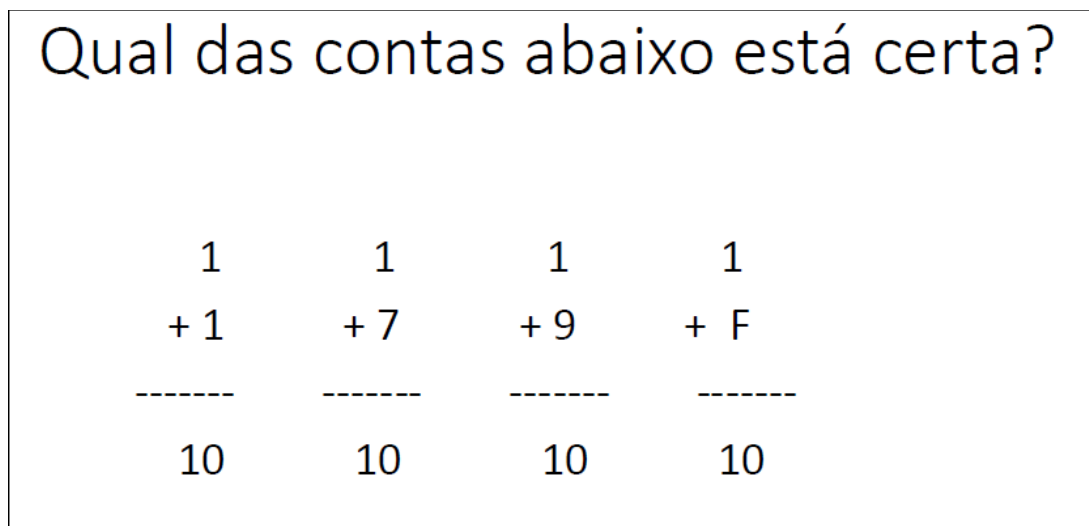 Qual das contas abaixo está certa?
1 1 1 1
+ 1 + 7 + 9 + F
------- ------- ------- -------
10 10 10 10